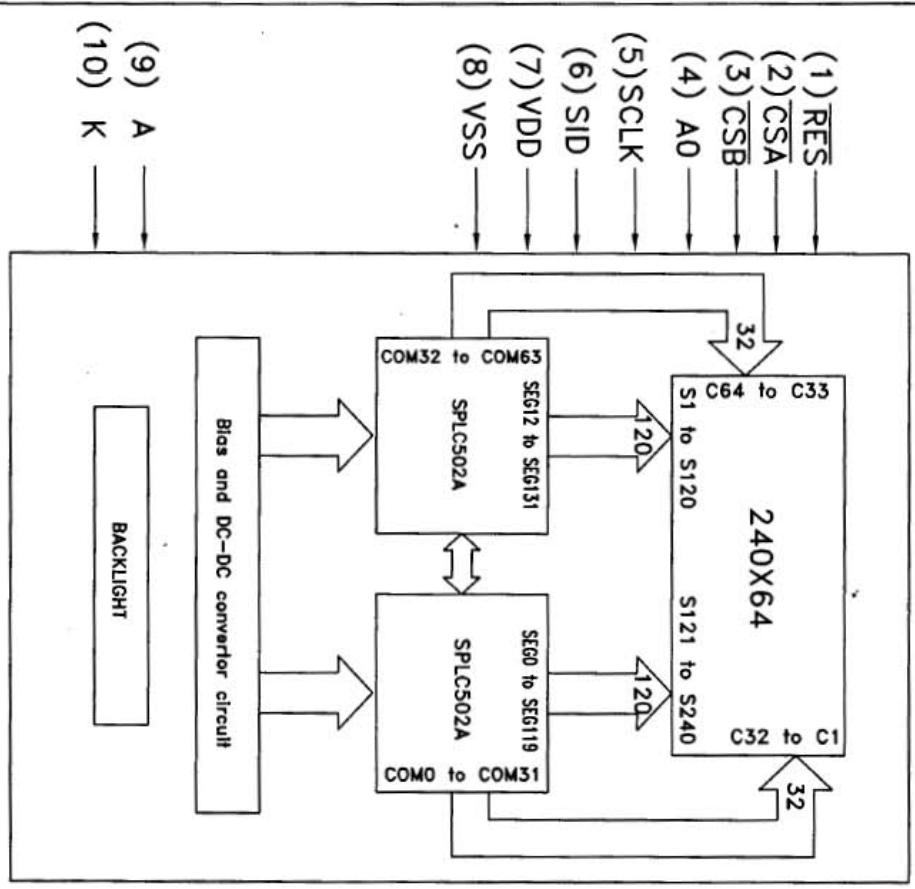 (1) RES
(2) CSA
(3) CSB
(4) A0
(5) SCLK
(6) SID
(7) VDD
(8) VSS
(9) A
(10) K
32
COM32 to COM63
SPLC502A
SEG12 to SEG131
120
C64 to C33
S1 to S120
240X64
S121 to S240
C32 to C1
32
120
SEG0 to SEG119
SPLC502A
COM0 to COM31
Bias and DC-DC convertor circuit
BACKLIGHT